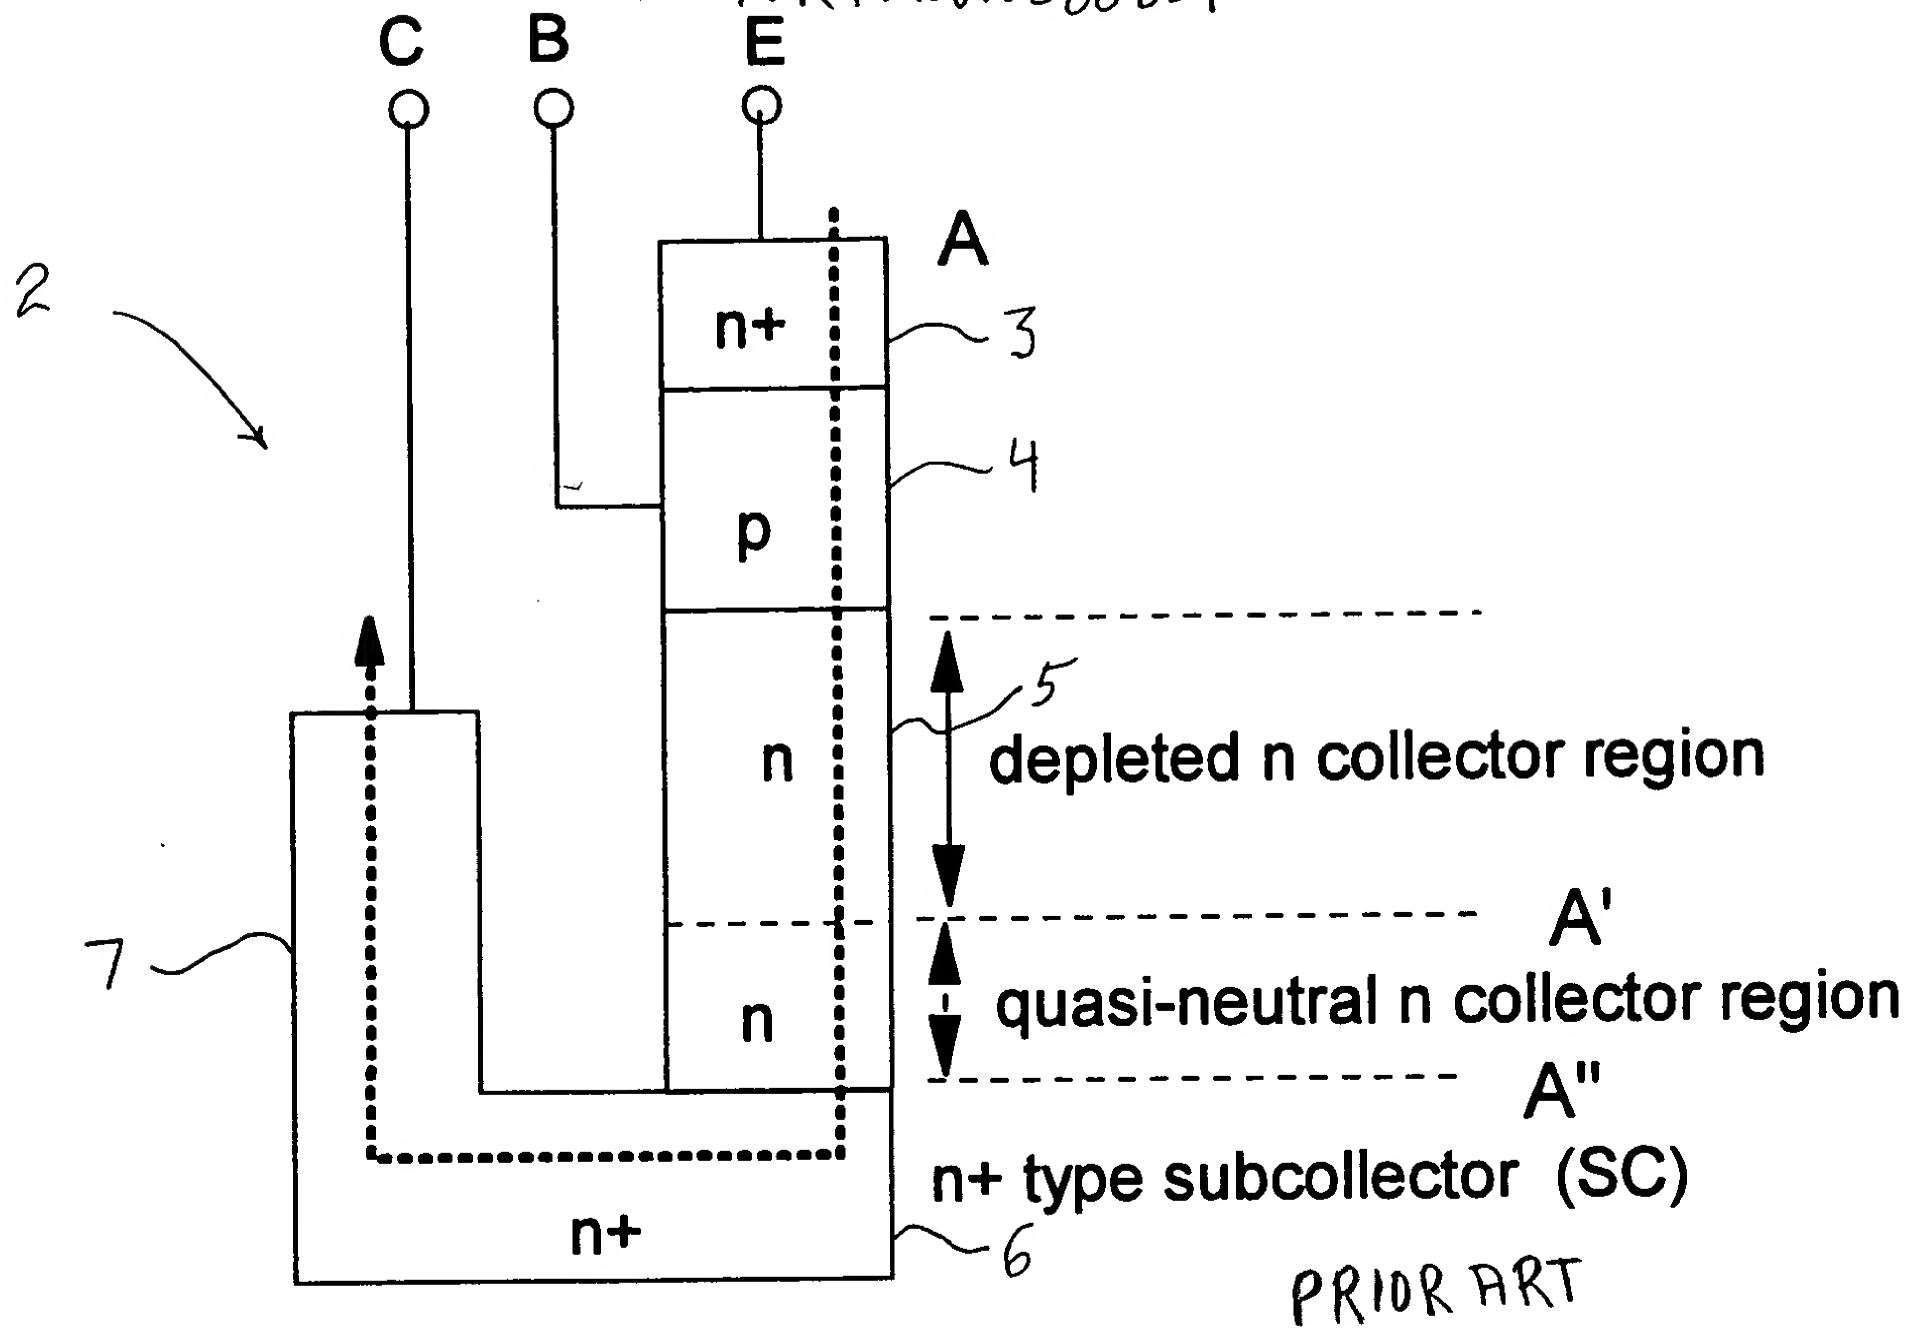 C B E
A
2
n+
3
4
p
5
n
depleted n collector region
A'
7
n
quasi-neutral n collector region
A"
n+ type subcollector (SC)
n+
6
PRIOR ART